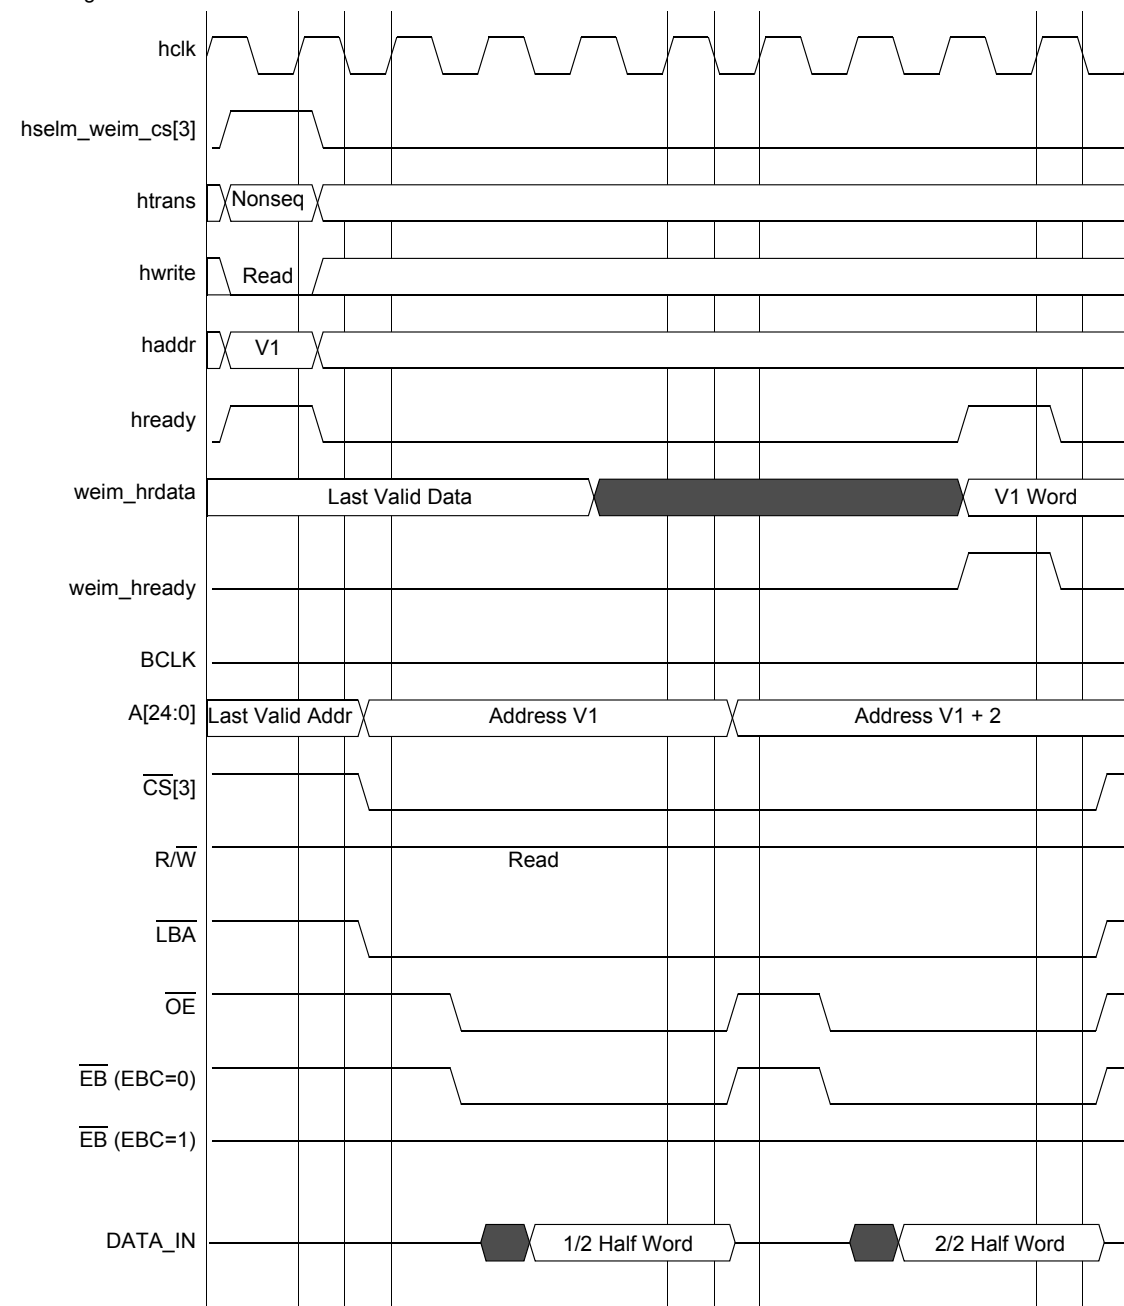 hclk
hselm_weim_cs[3]
htrans Nonseq
hwrite Read
haddr V1
hready
weim_hrdata Last Valid Data V1 Word
weim_hready
BCLK
A[24:0] Last Valid Addr Address V1 Address V1 + 2
CS[3]
R/W Read
LBA
OE
EB (EBC=0)
EB (EBC=1)
DATA_IN 1/2 Half Word 2/2 Half Word